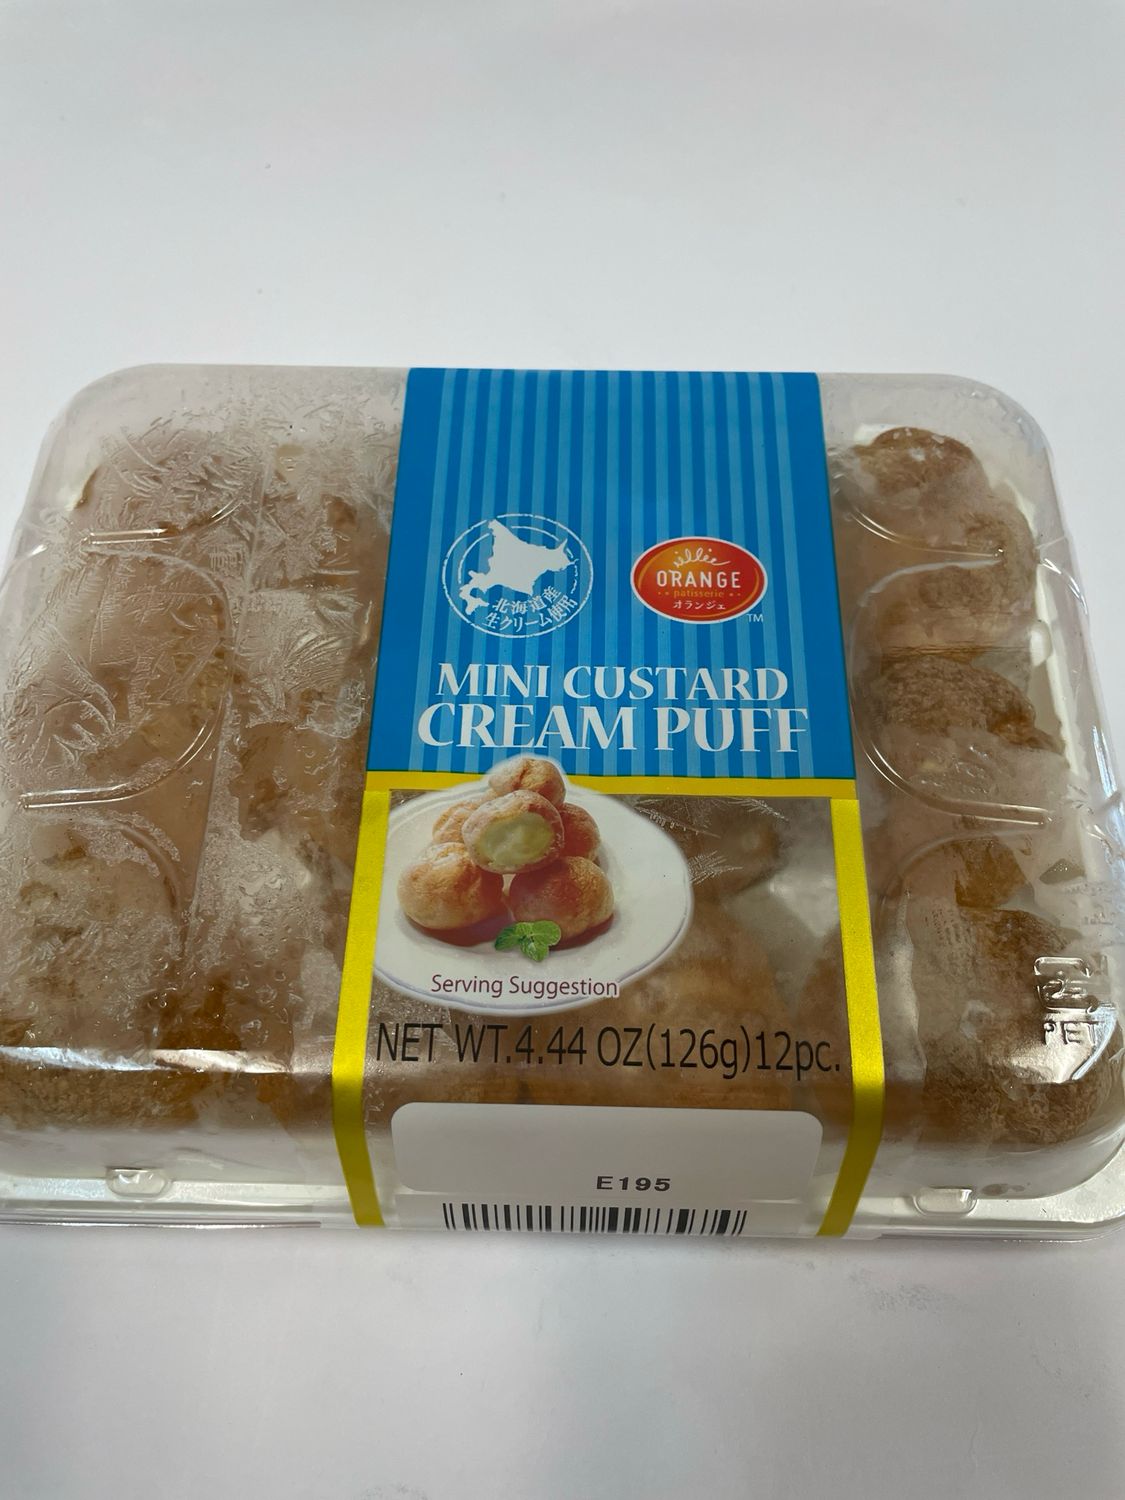 北海道産
生クリーム使用
ORANGE
patisserie
オランジェ
TM
MINI CUSTARD
CREAM PUFF
Serving Suggestion
NET WT.4.44 OZ(126g)12pc.
PET
E195